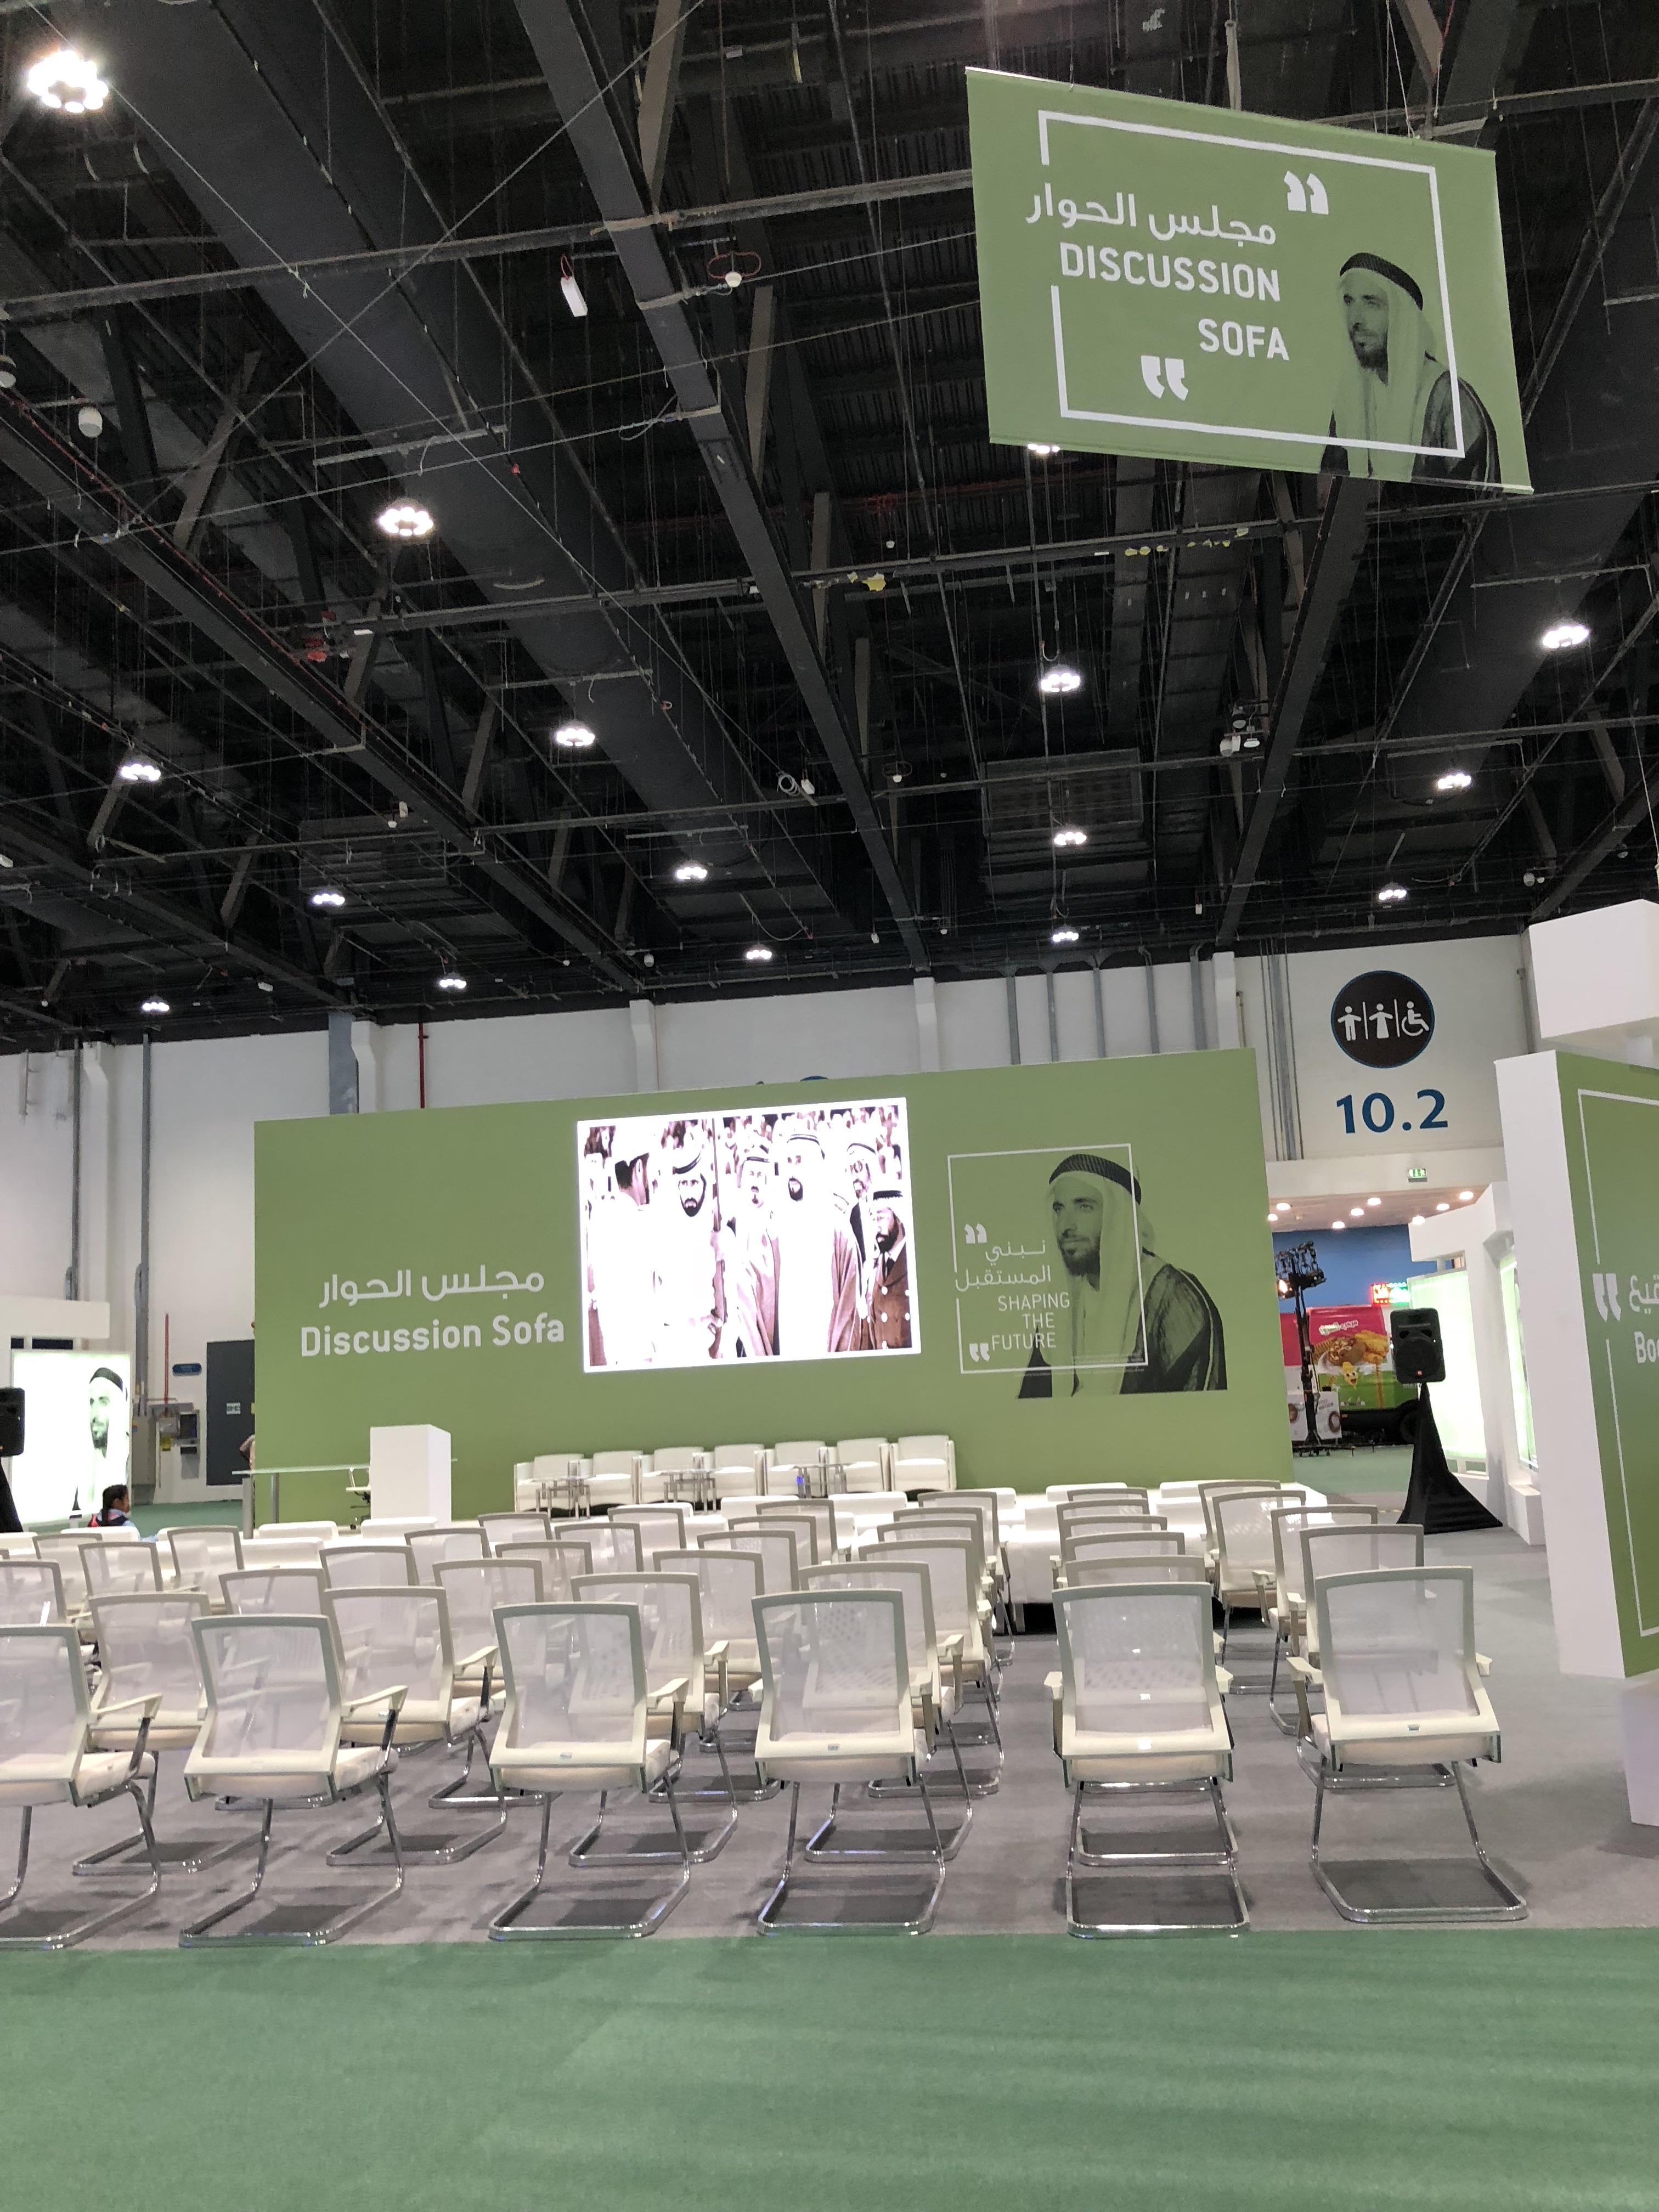 مجلس الحوار
DISCUSSION
SOFA
10.2
مجلس الحوار
Discussion Sofa
نبني
المستقبل
SHAPING
THE
FUTURE